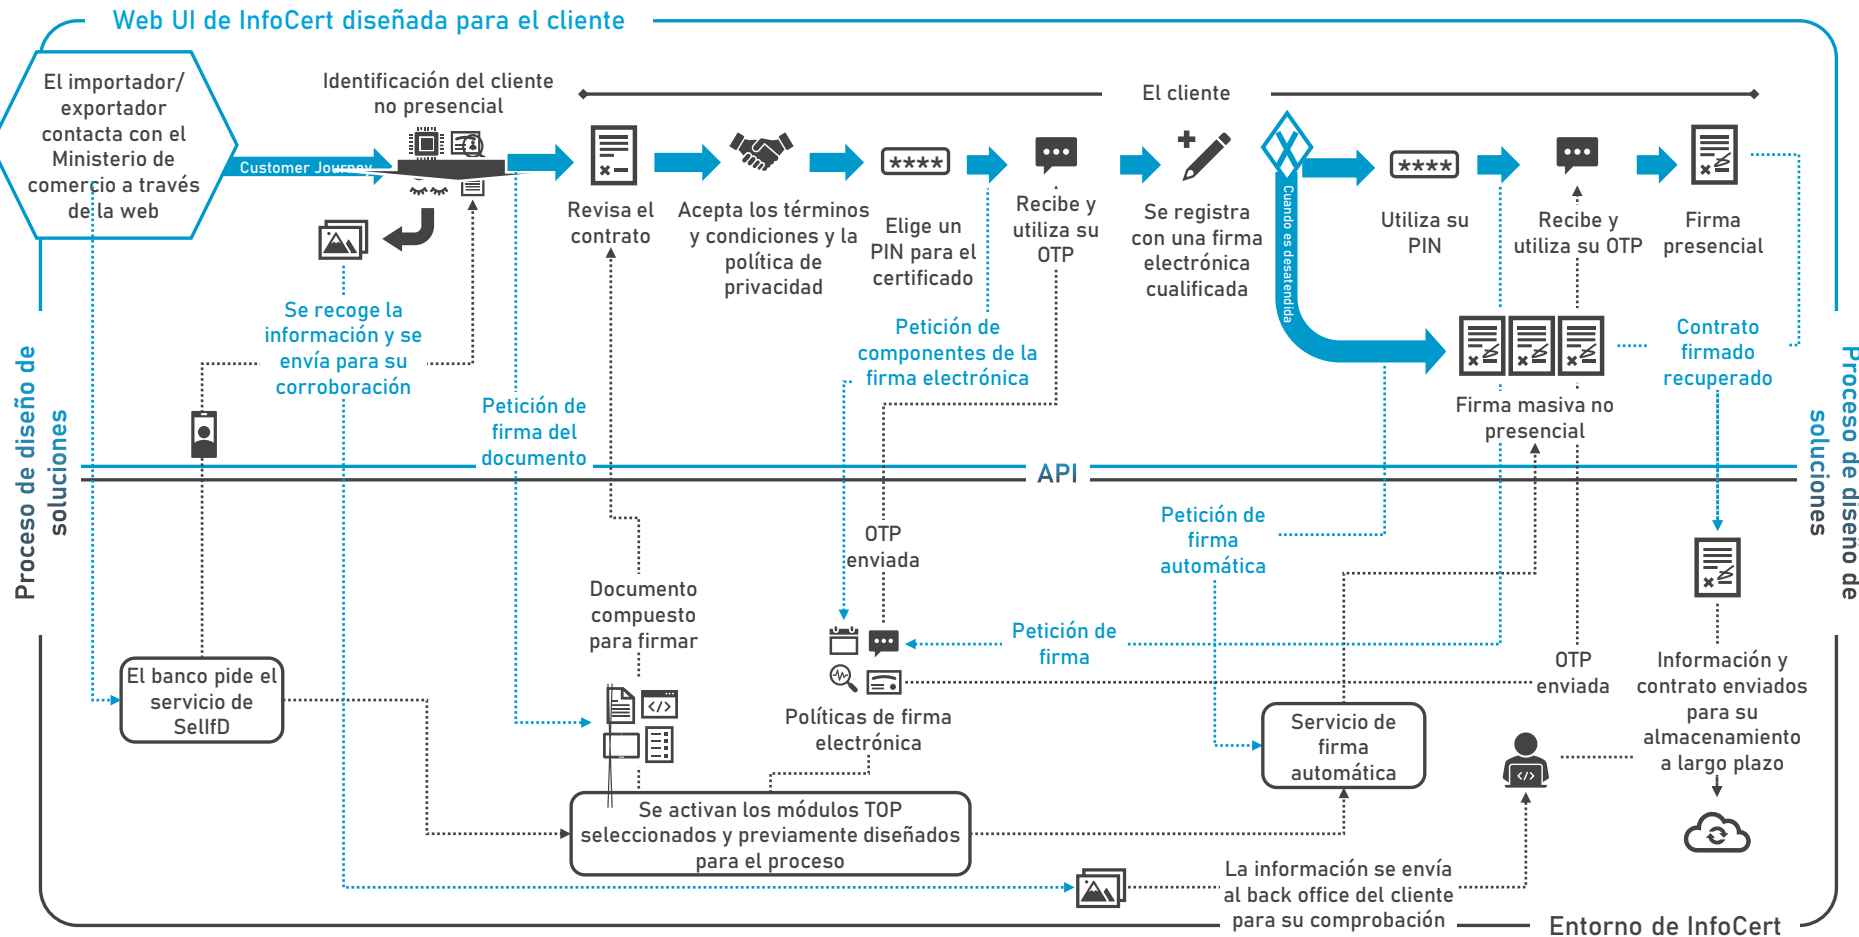 Web UI de InfoCert diseñada para el cliente
El importador/
exportador
contacta con el
Ministerio de
comercio a través
de la web
Customer Journey
Identificación del cliente
no presencial
El cliente
Revisa el
contrato
Acepta los términos
y condiciones y la
política de
privacidad
****
Elige un
PIN para el
certificado
Recibe y
utiliza su
OTP
Se registra
con una firma
electrónica
cualificada
Cuando es desatendida
****
Utiliza su
PIN
Recibe y
utiliza su OTP
Firma
presencial
Se recoge la
información y se
envía para su
corroboración
Petición de
firma del
documento
Petición de
componentes de la
firma electrónica
Firma masiva no
presencial
Contrato
firmado
recuperado
Proceso de diseño de
soluciones
API
Proceso de diseño de
soluciones
OTP
enviada
Petición de
firma
automática
Documento
compuesto
para firmar
Petición de
firma
El banco pide el
servicio de
SelIfD
</>
Políticas de firma
electrónica
Servicio de
firma
automática
OTP
enviada
Información y
contrato enviados
para su
almacenamiento
a largo plazo
</>
Se activan los módulos TOP
seleccionados y previamente diseñados
para el proceso
La información se envía
al back office del cliente
para su comprobación
Entorno de InfoCert